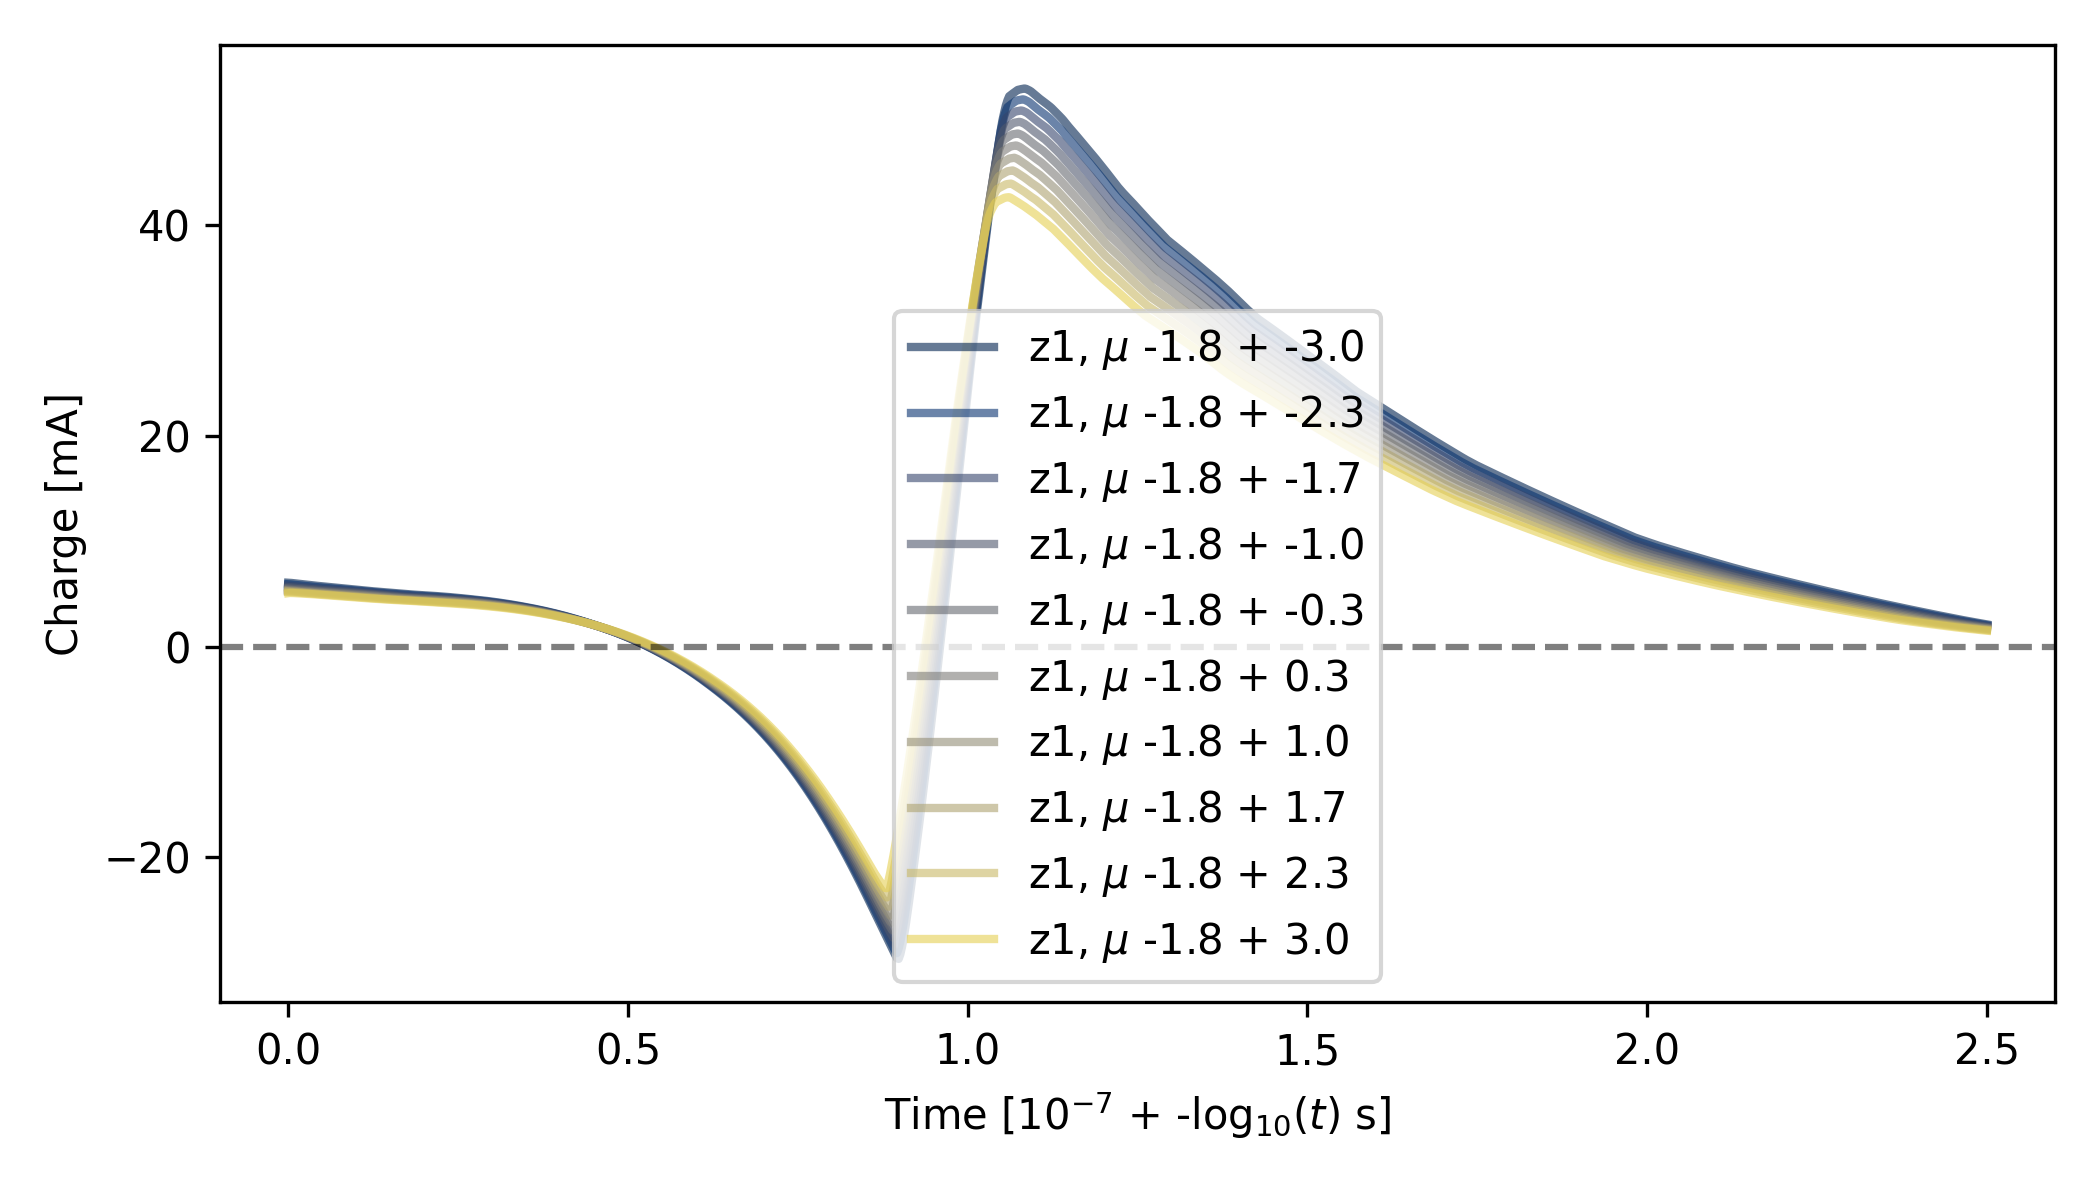 40
20
0
−20
Charge [mA]
z1, μ -1.8 + -3.0
z1, μ -1.8 + -2.3
z1, μ -1.8 + -1.7
z1, μ -1.8 + -1.0
z1, μ -1.8 + -0.3
z1, μ -1.8 + 0.3
z1, μ -1.8 + 1.0
z1, μ -1.8 + 1.7
z1, μ -1.8 + 2.3
z1, μ -1.8 + 3.0
0.0 0.5 1.0 1.5 2.0 2.5
Time [10⁻⁷ + -log₁₀(t) s]